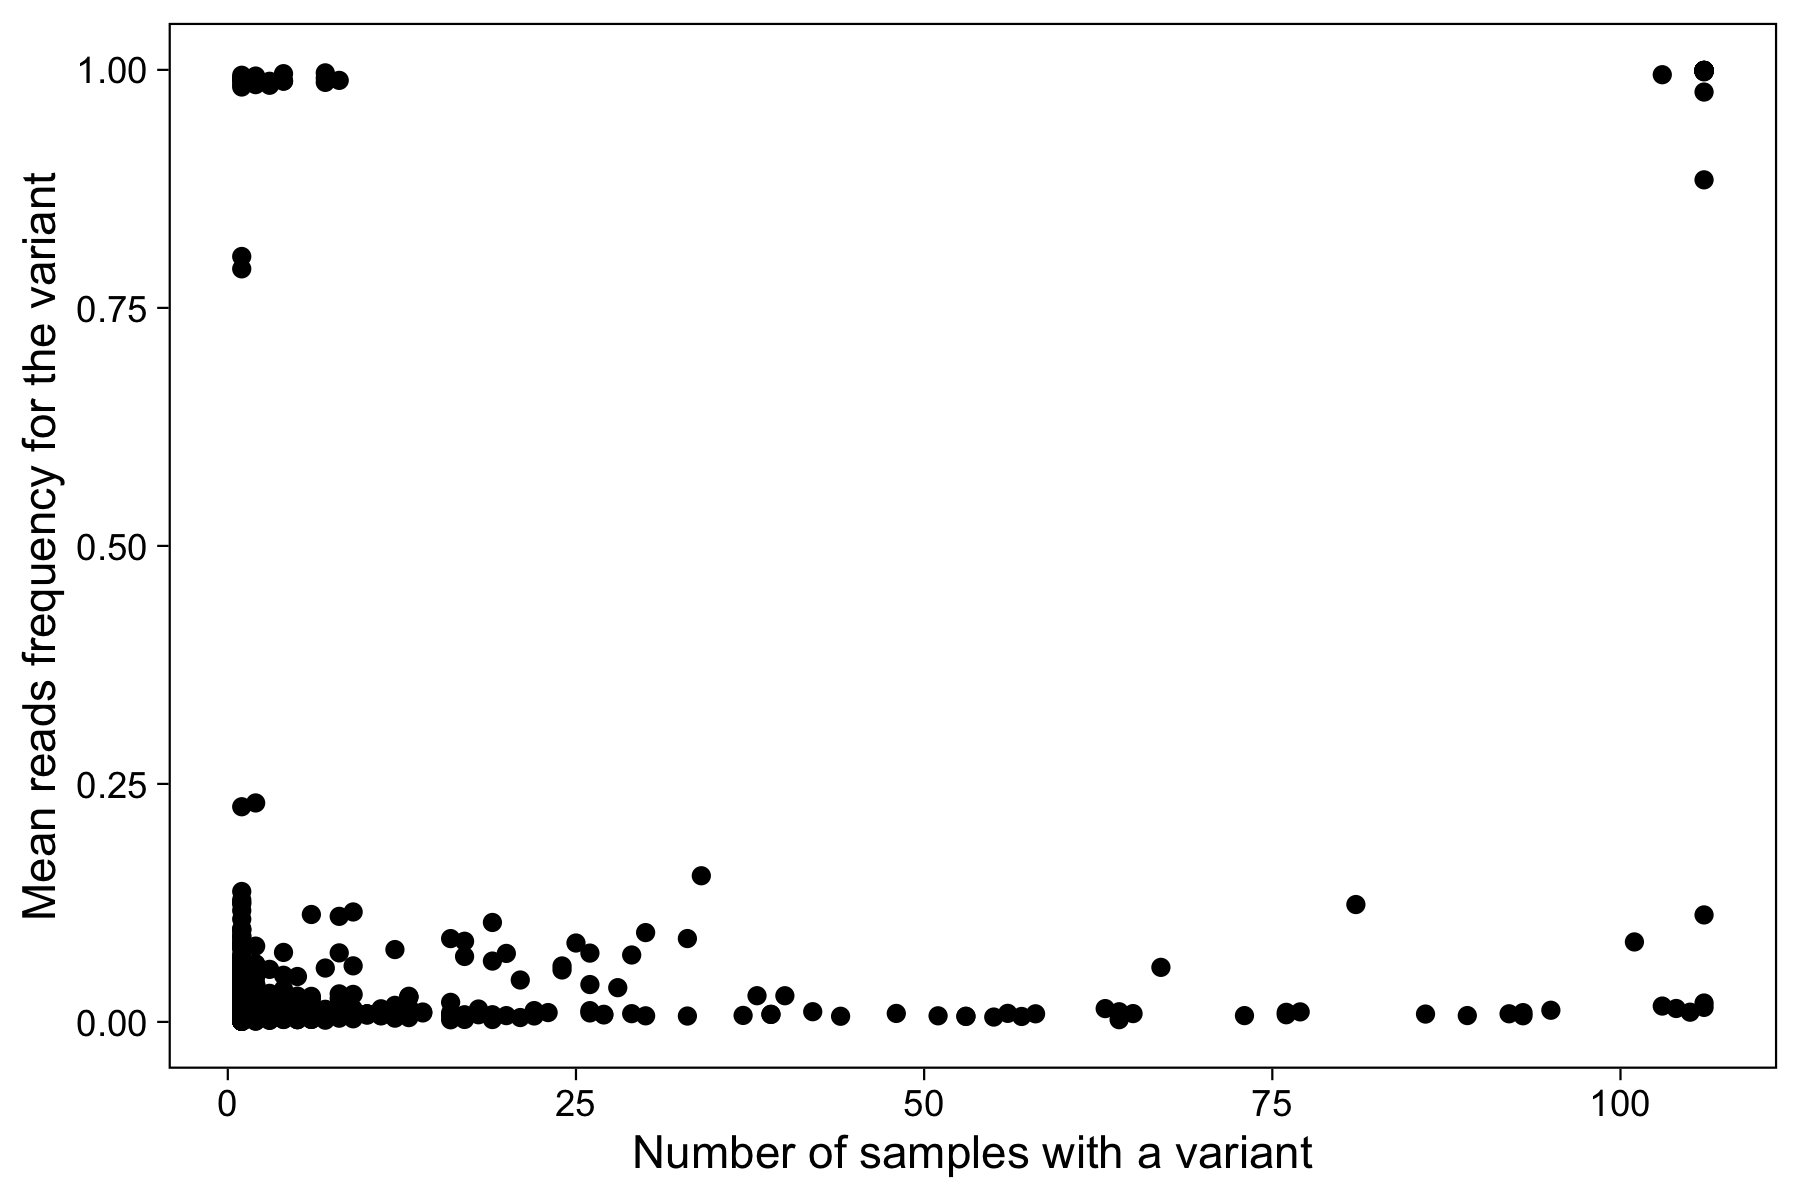 Mean reads frequency for the variant
1.00
0.75
0.50
0.25
0.00
0 25 50 75 100
Number of samples with a variant